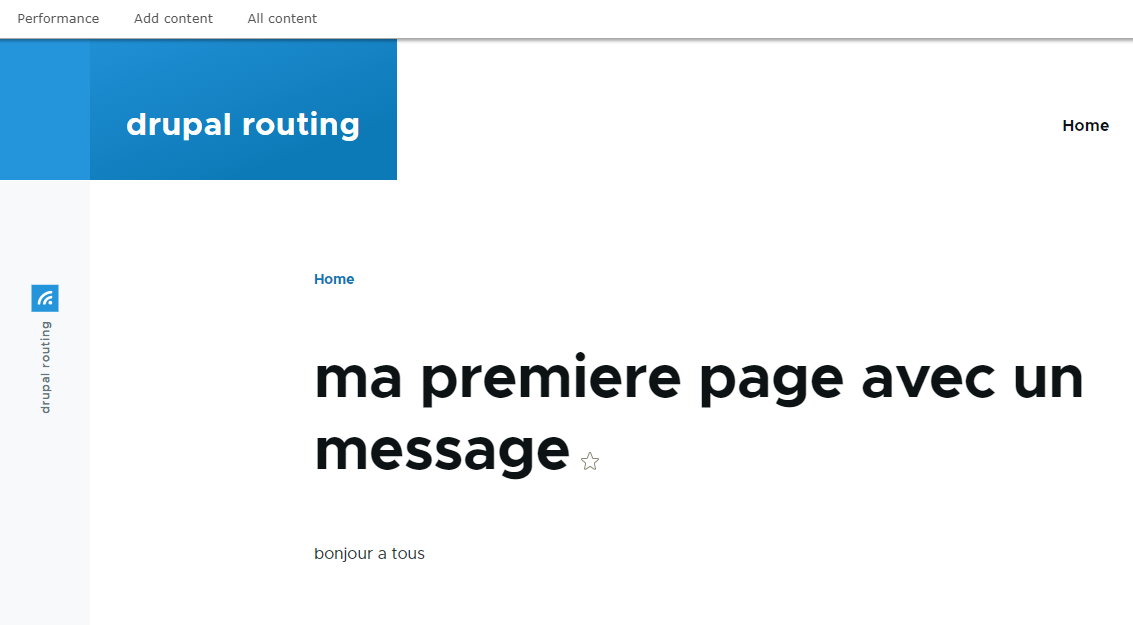 Performance Add content All content
drupal routing
Home
drupal routing
Home
ma premiere page avec un
message
bonjour a tous